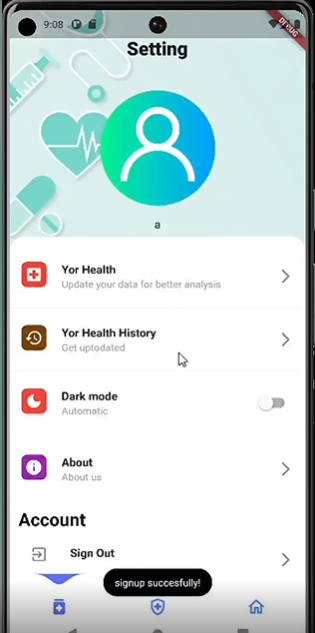 9:08
DEBUG
Setting
a
Yor Health
Update your data for better analysis
Yor Health History
Get uptodated
Dark mode
Automatic
About
About us
Account
Sign Out
signup succesfully!